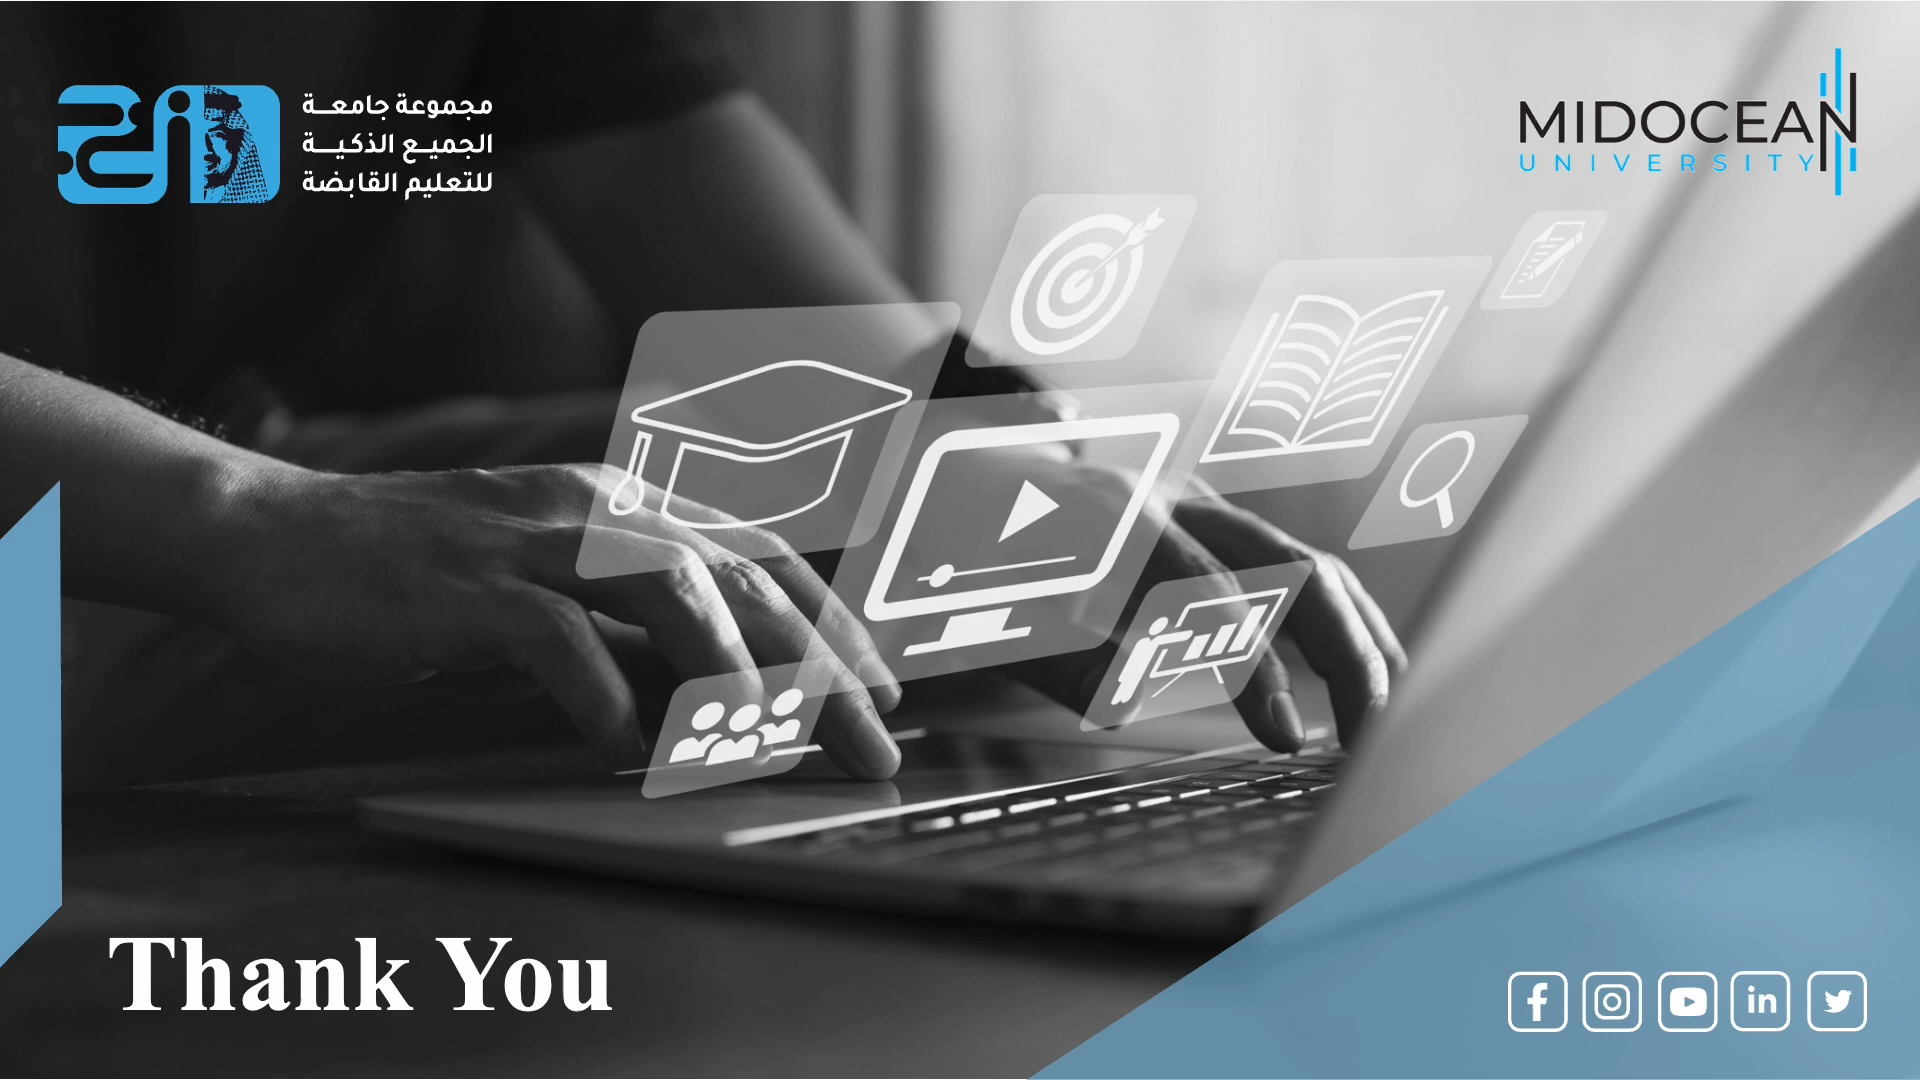 مجموعة جامعة
الجميع الذكية
للتعليم القابضة
MIDOCEAN
UNIVERSITY
Thank You